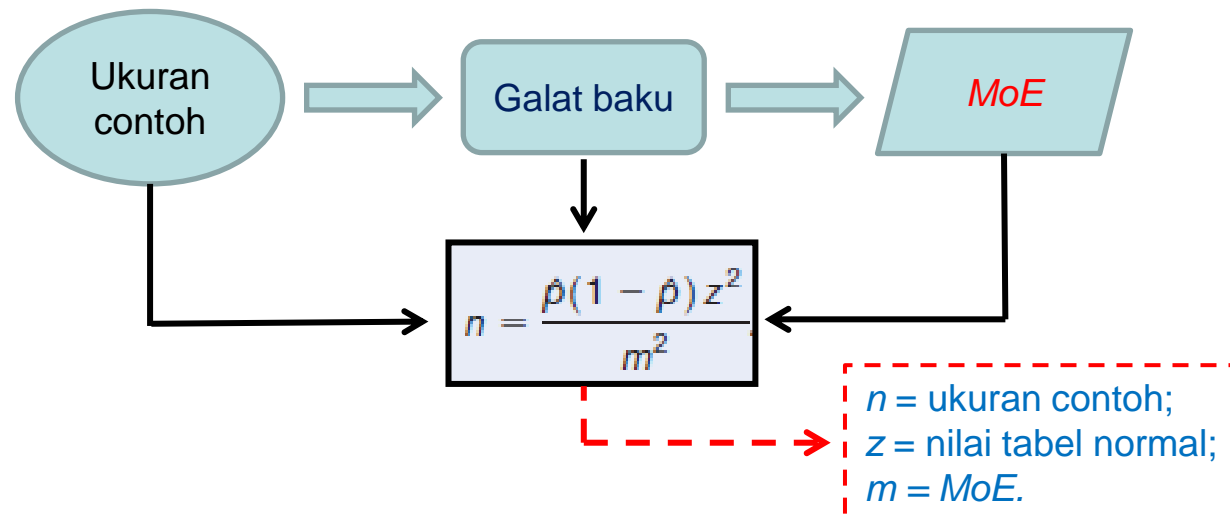 Ukuran
contoh
Galat baku
MoE
n = p̂(1 − p̂) z² / m²
n = ukuran contoh;
z = nilai tabel normal;
m = MoE.